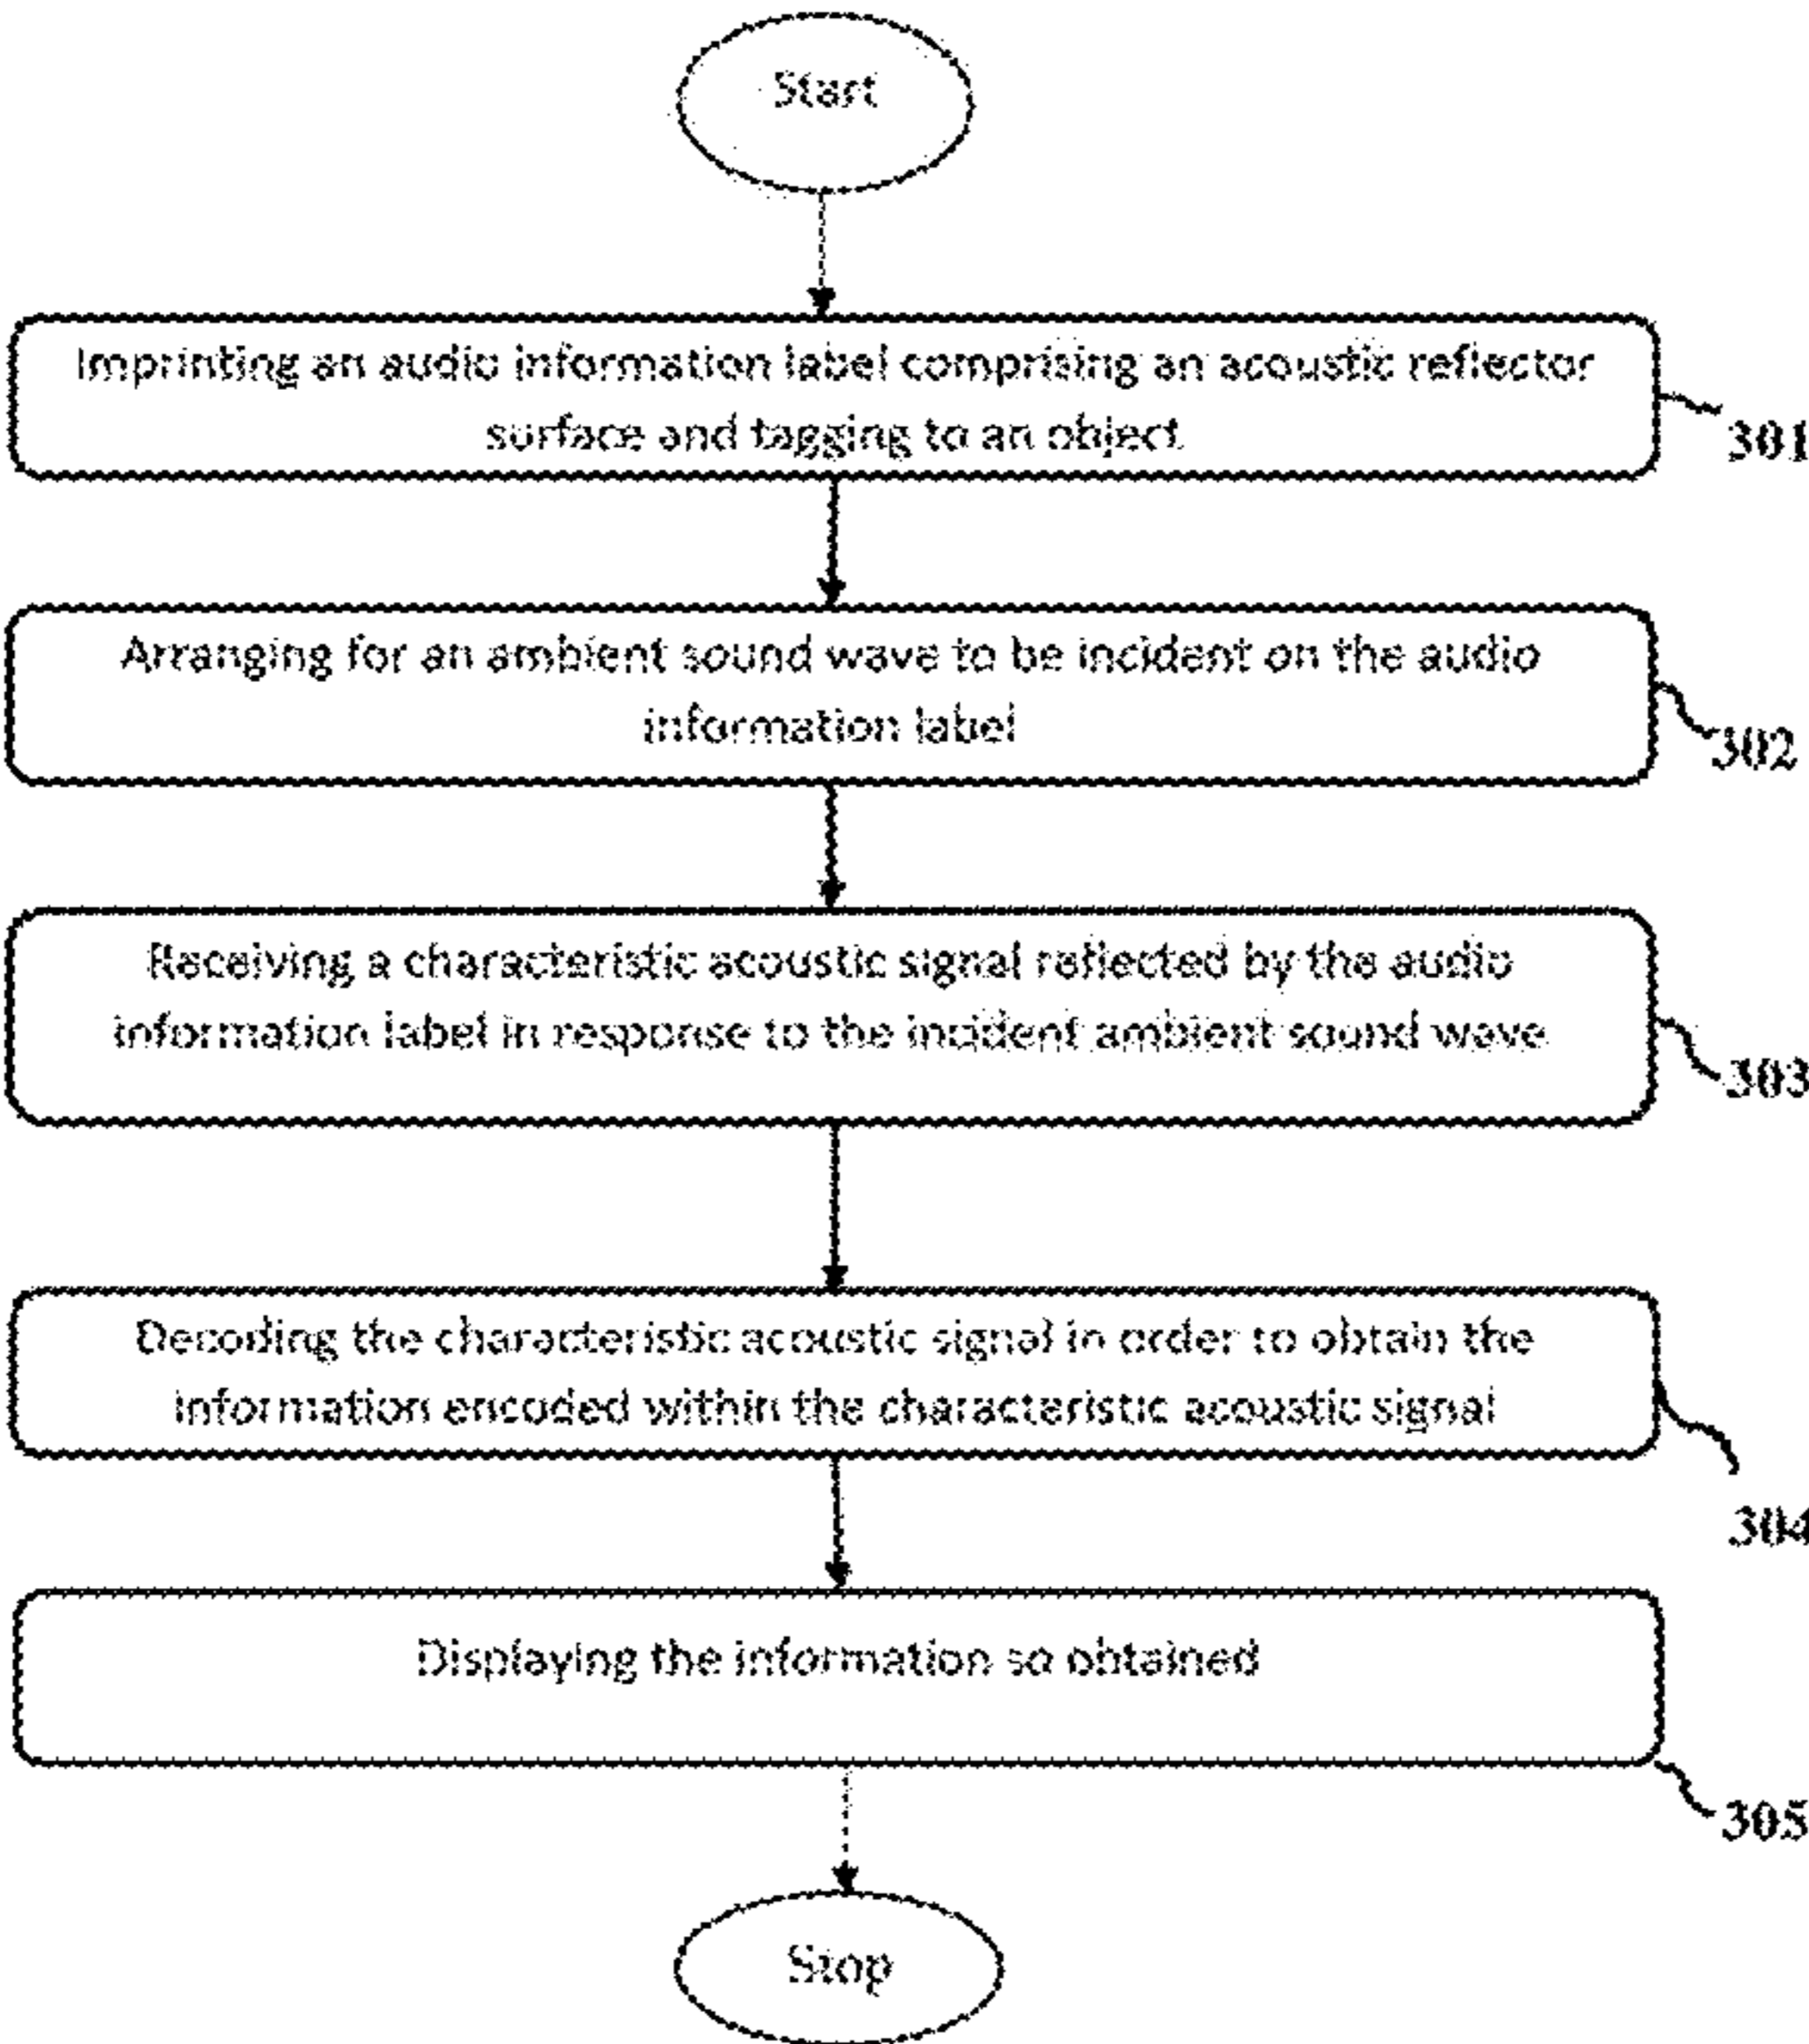 Start
Imprinting an audio information label comprising an acoustic reflector
surface and tagging to an object
301
Arranging for an ambient sound wave to be incident on the audio
information label
302
Receiving a characteristic acoustic signal reflected by the audio
information label in response to the incident ambient sound wave
303
Decoding the characteristic acoustic signal in order to obtain the
information encoded within the characteristic acoustic signal
304
Displaying the information so obtained
305
Stop